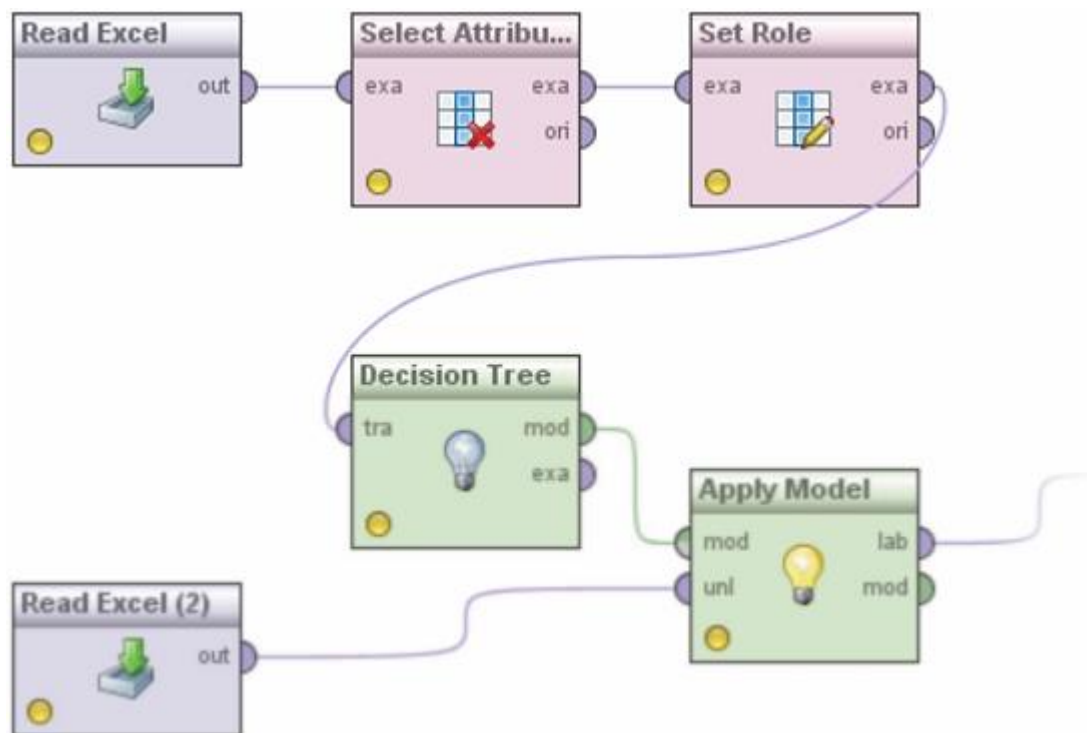 Read Excel
out
Select Attribu...
exa
exa
ori
Set Role
exa
exa
ori
Decision Tree
tra
mod
exa
Apply Model
mod
lab
unl
mod
Read Excel (2)
out